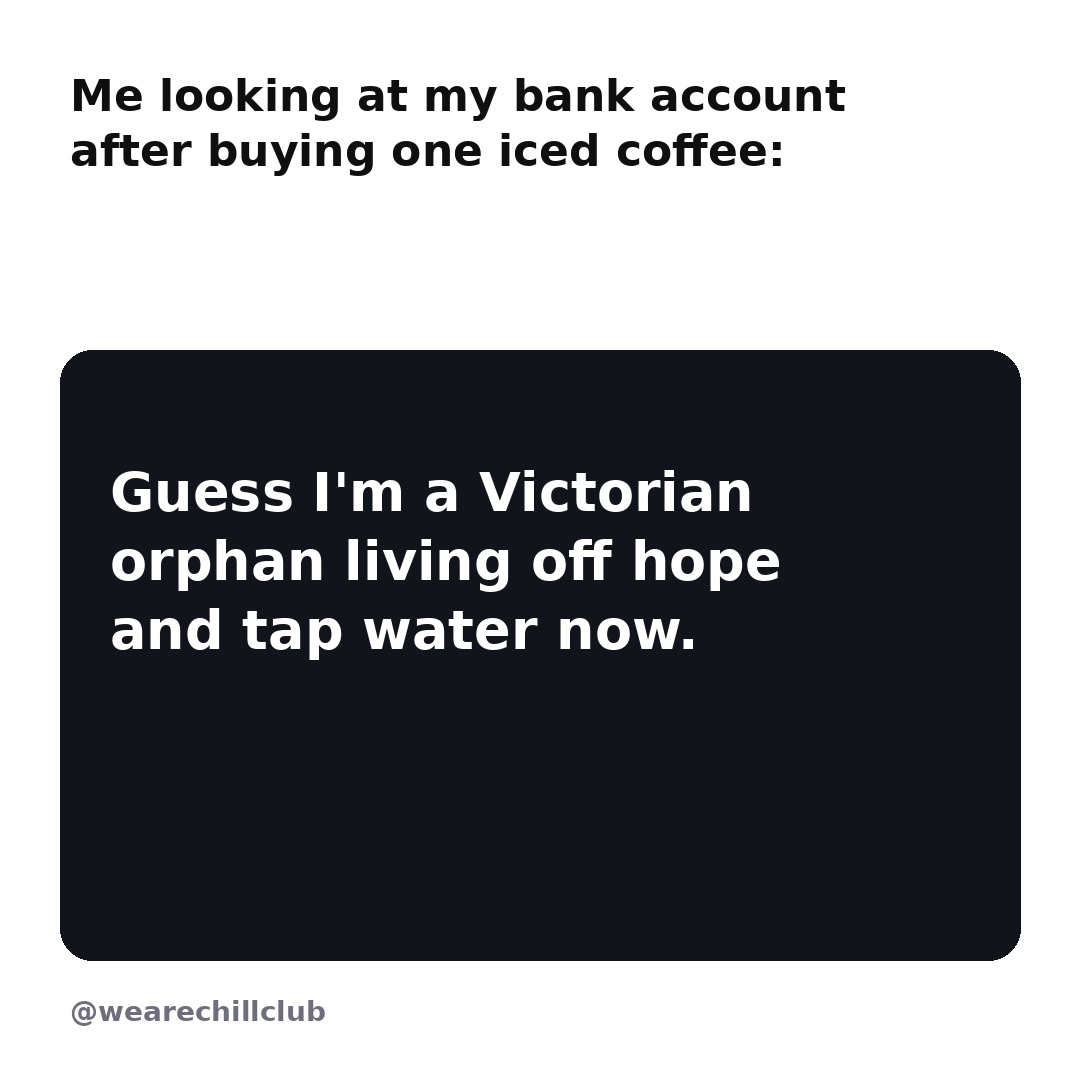 Me looking at my bank account
after buying one iced coffee:
Guess I'm a Victorian
orphan living off hope
and tap water now.
@wearechillclub